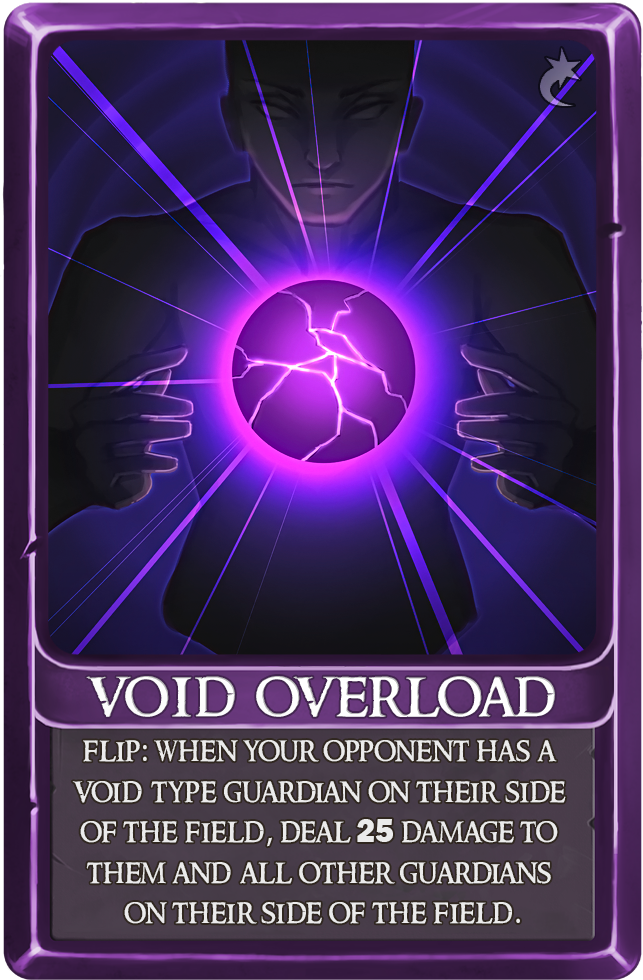 VOID OVERLOAD
FLIP: WHEN YOUR OPPONENT HAS A
VOID TYPE GUARDIAN ON THEIR SIDE
OF THE FIELD, DEAL 25 DAMAGE TO
THEM AND ALL OTHER GUARDIANS
ON THEIR SIDE OF THE FIELD.